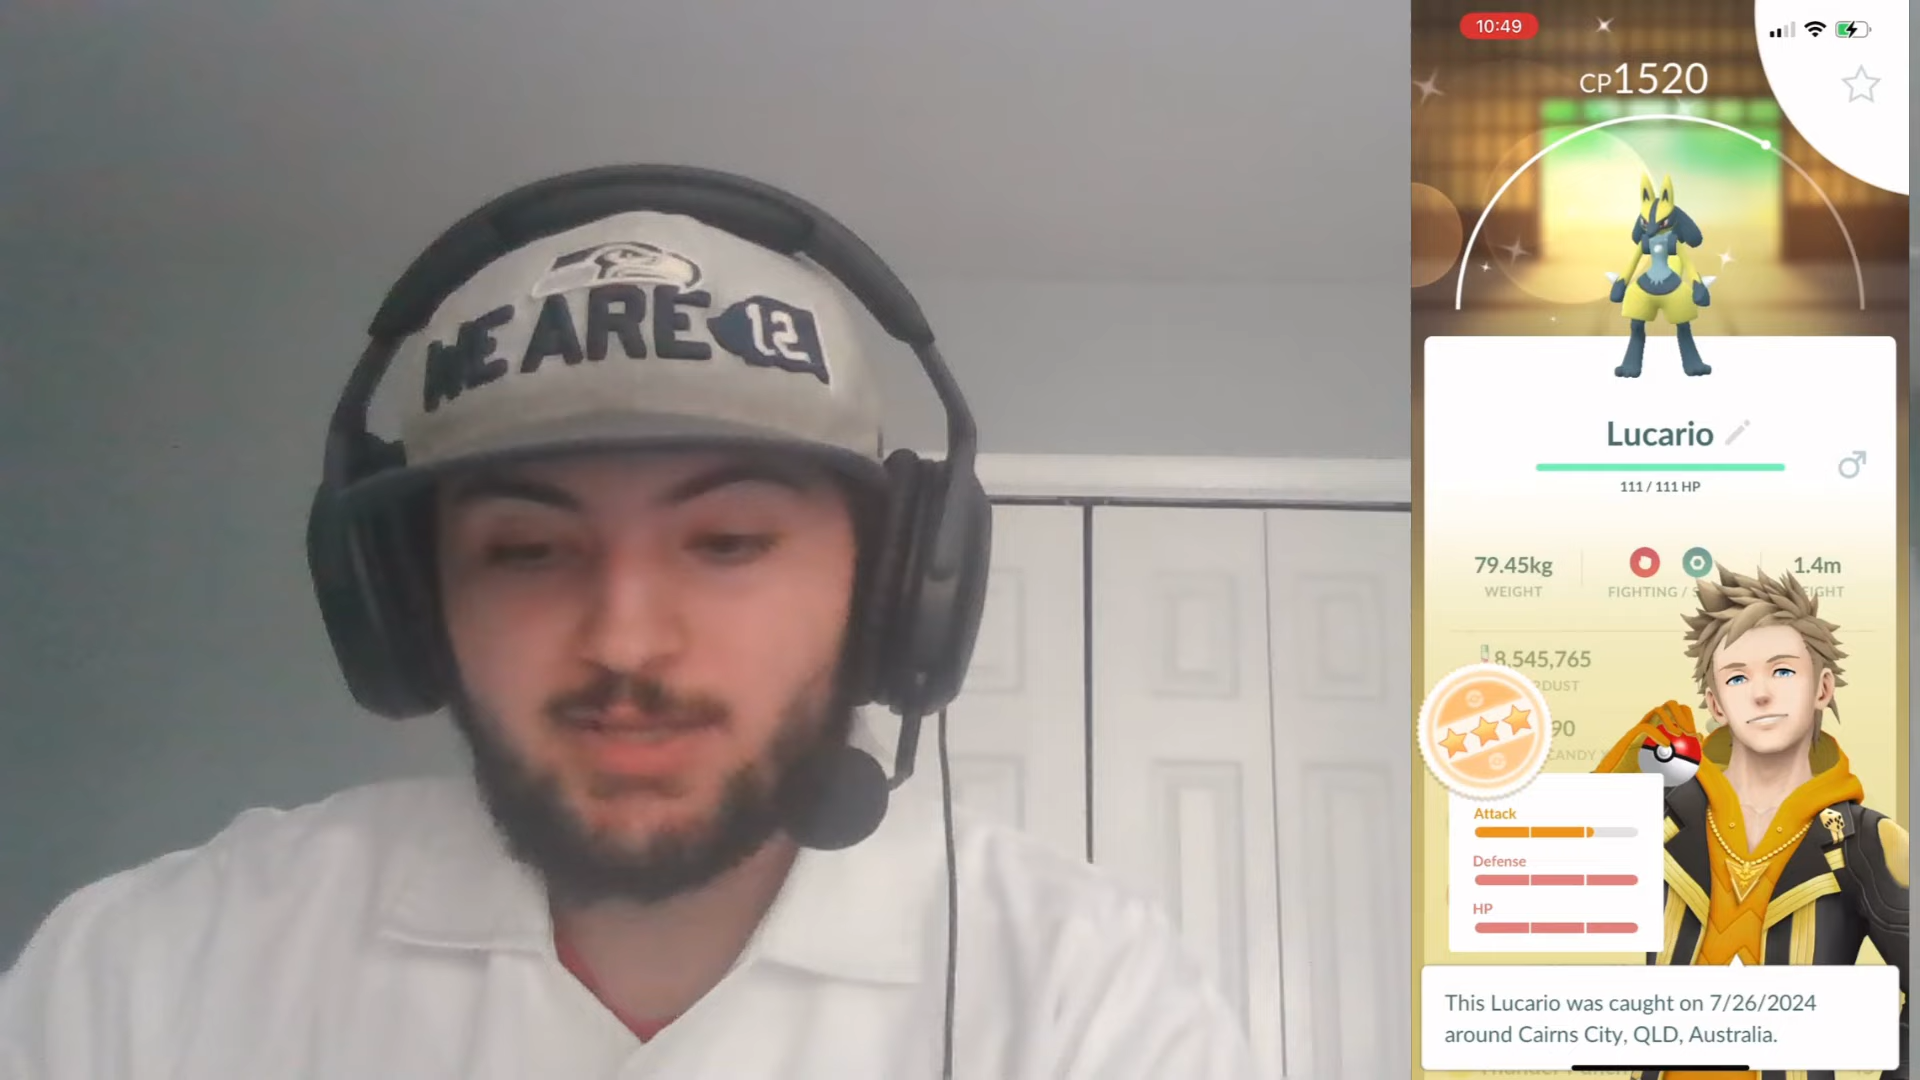 WE ARE 12
10:49
CP1520
Lucario
111 / 111 HP
79.45kg
WEIGHT
FIGHTING /
1.4m
8,545,765
90
CANDY
Attack
Defense
HP
This Lucario was caught on 7/26/2024
around Cairns City, QLD, Australia.